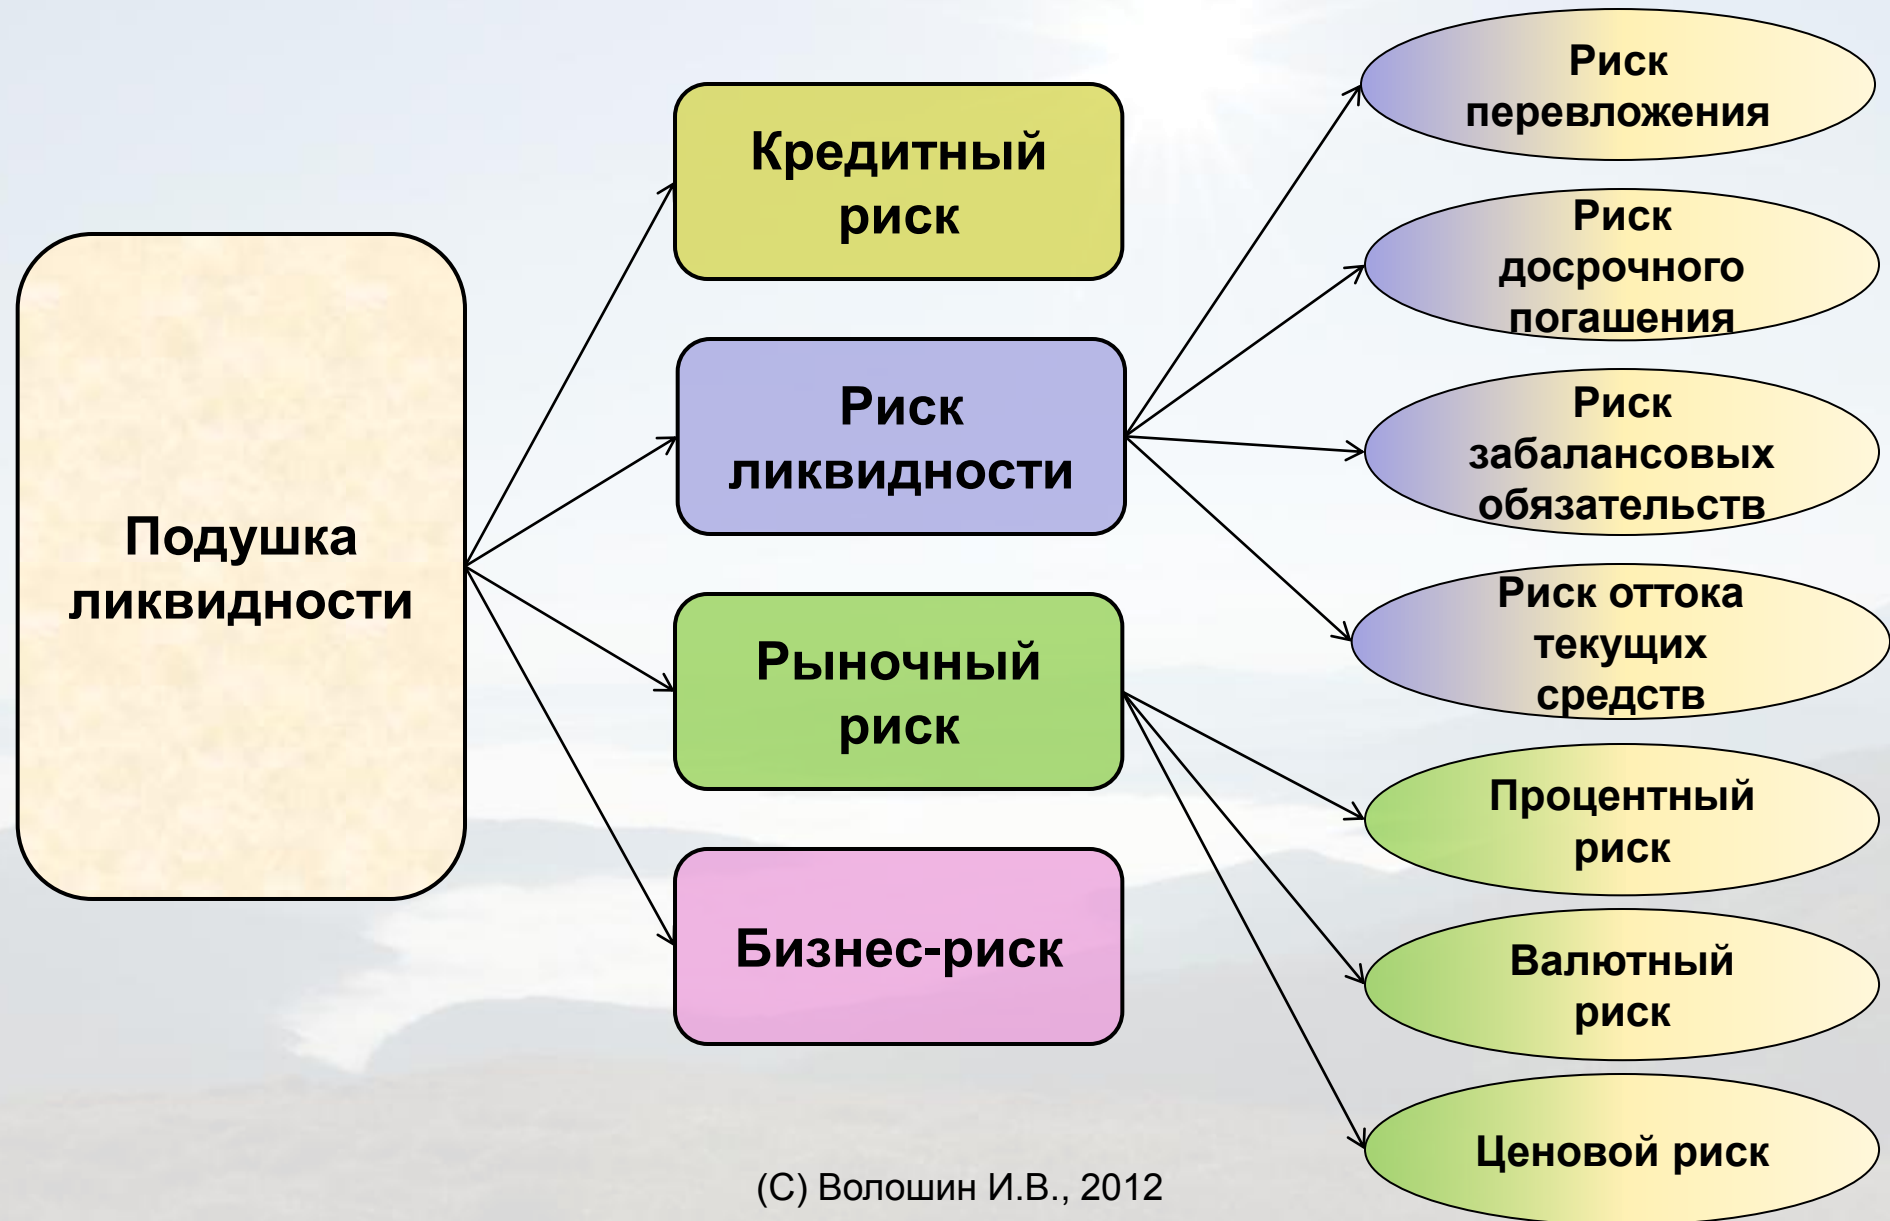 Подушка
ликвидности
Кредитный
риск
Риск
ликвидности
Рыночный
риск
Бизнес-риск
Риск
перевложения
Риск
досрочного
погашения
Риск
забалансовых
обязательств
Риск оттока
текущих
средств
Процентный
риск
Валютный
риск
Ценовой риск
(С) Волошин И.В., 2012